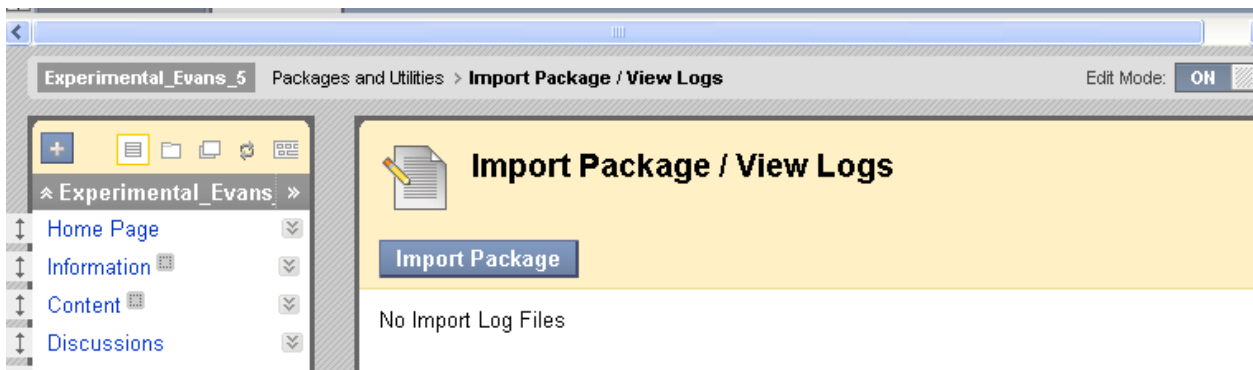 Experimental_Evans_5 Packages and Utilities > Import Package / View Logs Edit Mode: ON
Import Package / View Logs
Experimental_Evans_ »
Home Page
Information
Content
Discussions
Import Package
No Import Log Files